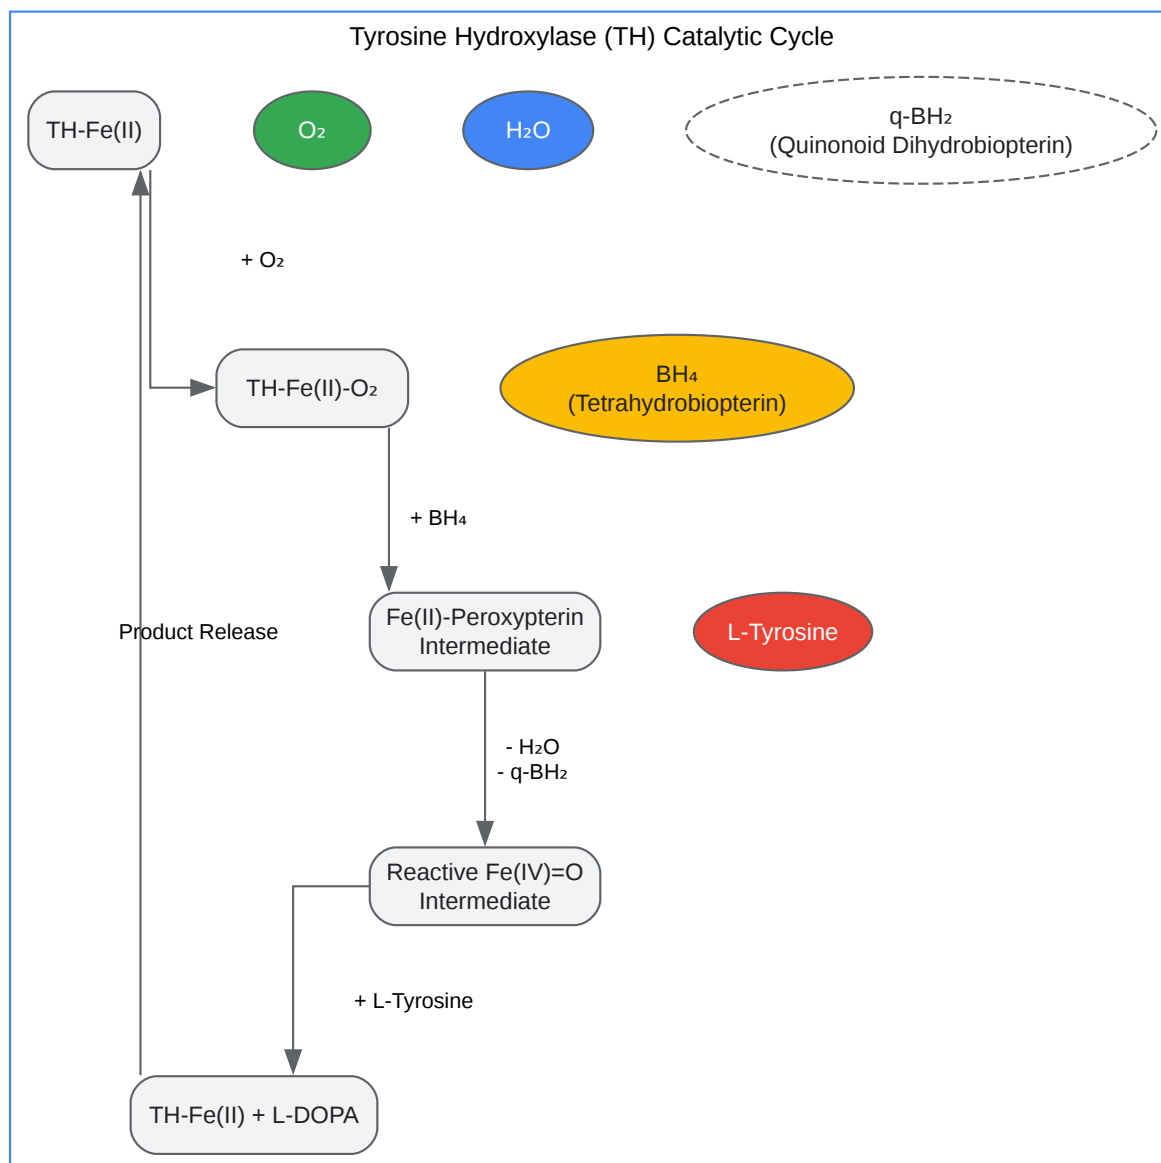 Tyrosine Hydroxylase (TH) Catalytic Cycle
TH-Fe(II)
O₂
H₂O
q-BH₂
(Quinonoid Dihydrobiopterin)
+ O₂
TH-Fe(II)-O₂
BH₄
(Tetrahydrobiopterin)
+ BH₄
Fe(II)-Peroxypterin
Intermediate
L-Tyrosine
Product Release
- H₂O
- q-BH₂
Reactive Fe(IV)=O
Intermediate
+ L-Tyrosine
TH-Fe(II) + L-DOPA